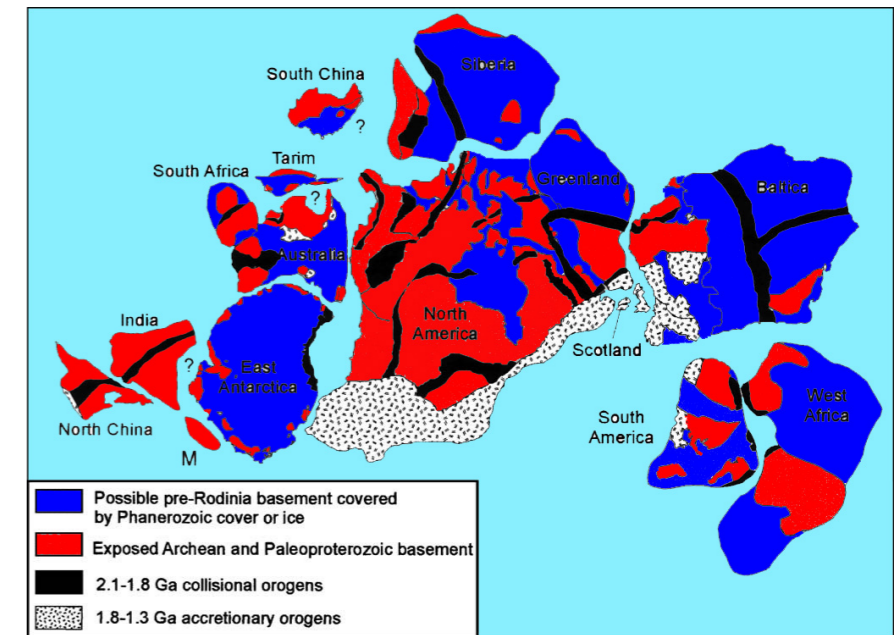 South China
Siberia
?
South Africa
Tarim
?
Greenland
Baltica
Australia
India
North
America
?
East
Antarctica
Scotland
North China
M
South
America
West
Africa
Possible pre-Rodinia basement covered
by Phanerozoic cover or ice
Exposed Archean and Paleoproterozoic basement
2.1-1.8 Ga collisional orogens
1.8-1.3 Ga accretionary orogens